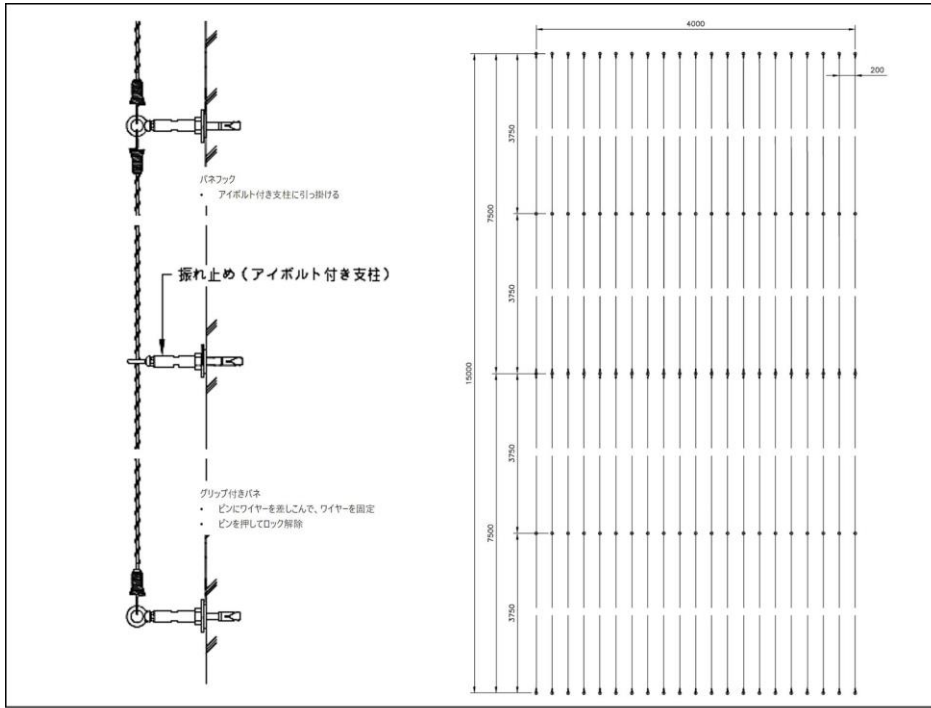 バネフック
• アイボルト付き支柱に引っ掛ける
振れ止め(アイボルト付き支柱)
グリップ付きバネ
• ピンにワイヤーを差しこんで、ワイヤーを固定
• ピンを押してロック解除
4000
200
3750
7500
3750
15000
3750
7500
3750